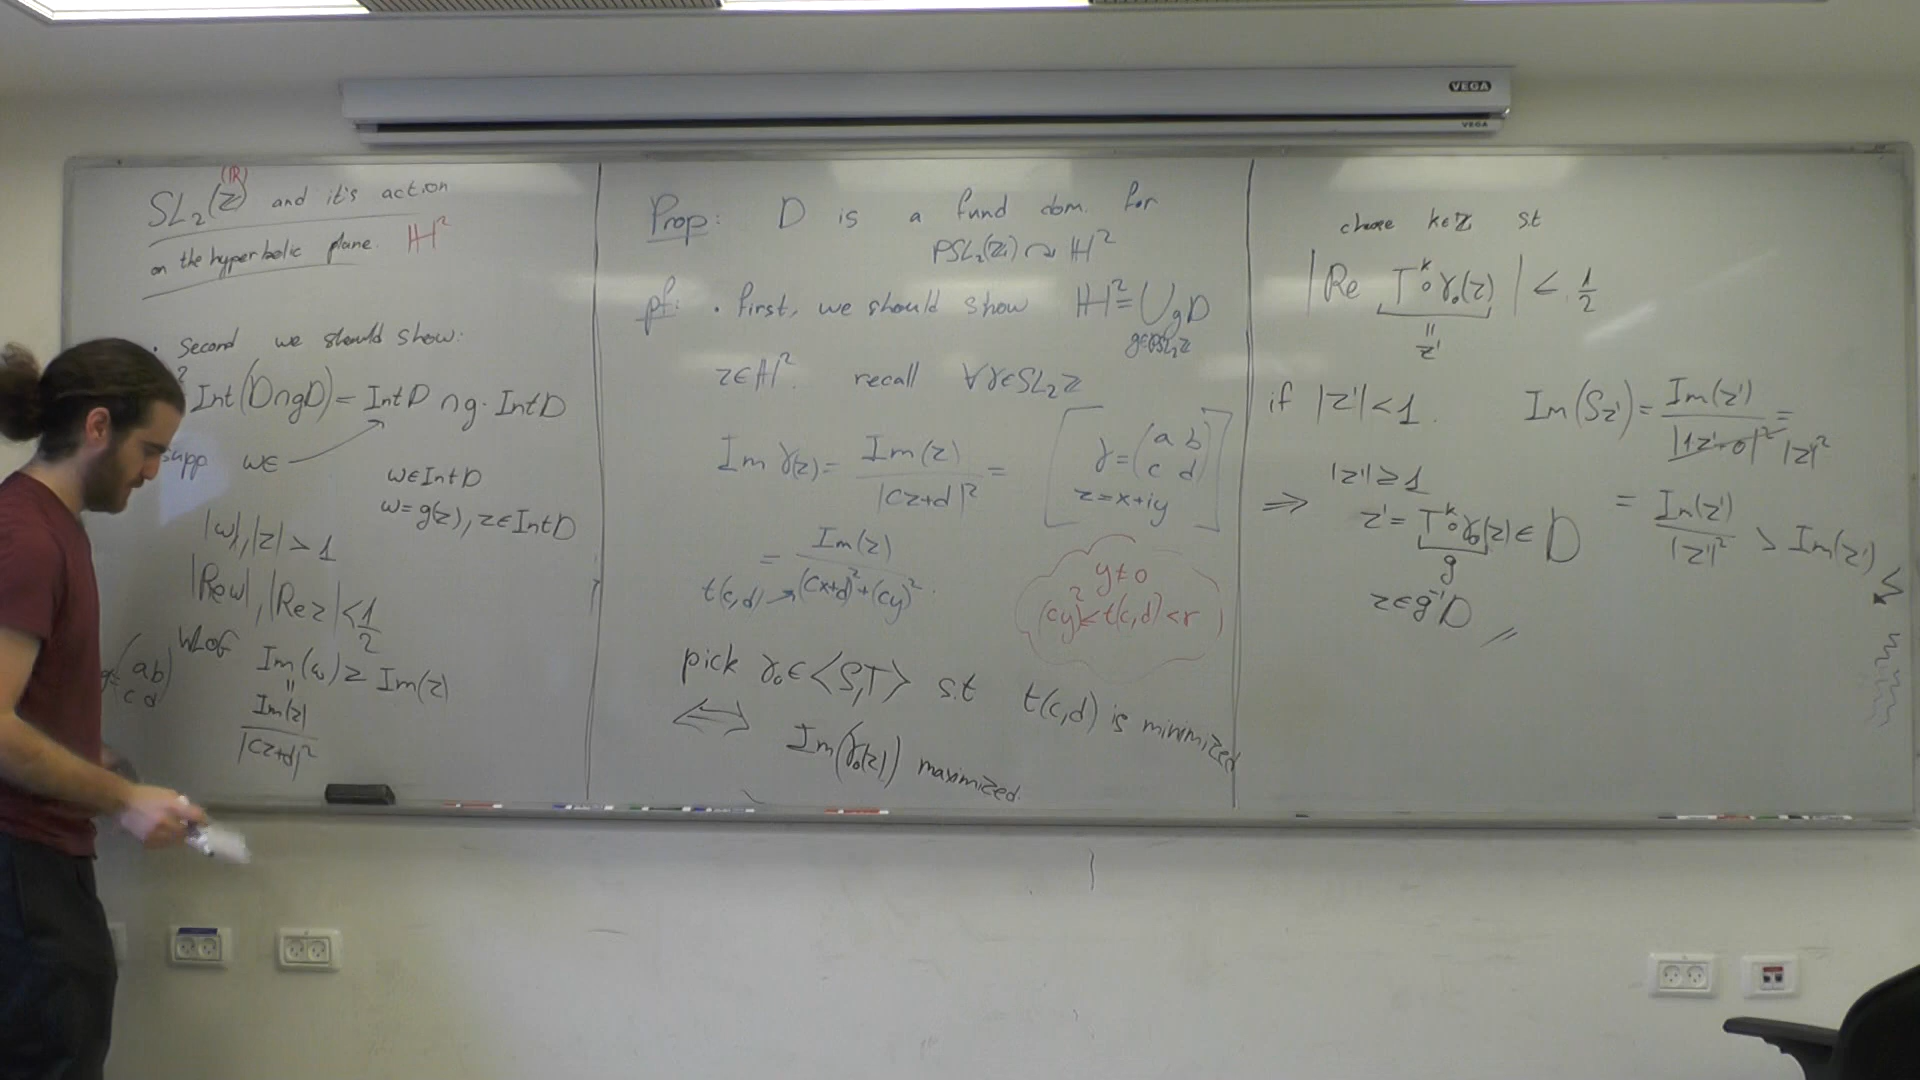 VEGA
VEGA
(R)
SL₂(Z) and it's action
on the hyperbolic plane. H²
• Second we should show:
Int(D∩gD) = IntD ∩ g·IntD
supp w∈
w∈IntD
w=g(z), z∈IntD
|w|,|z|>1
|Rew|,|Rez|<1/2
WLOG Im(w) ≥ Im(z)
g=(a b
c d)
"
Im(z)
|cz+d|²
Prop: D is a fund dom. for
PSL₂(Z) ↷ H²
pf: • First, we should show H²=⋃gD
g∈PSL₂Z
z∈H². recall ∀γ∈SL₂Z
Im γ(z) = Im(z)/|cz+d|² =
[γ=(a b
c d)
z=x+iy]
= Im(z)/(cx+d)²+(cy)².
t(c,d) ↗
y≠0
(cy)²≤t(c,d)<r
pick γ₀∈⟨S,T⟩ s.t t(c,d) is minimized
⟺ Im(γ₀(z)) maximized.
chose k∈Z s.t
|Re T^k∘γ₀(z)| < 1/2
"
z'
if |z'|<1. Im(Sz') = Im(z')/|1z'+0|² =
|z|²
= Im(z')/|z'|² > Im(z')
⟹ |z'|≥1
z' = T^k∘γ₀(z) ∈ D
g
z∈g⁻¹D //